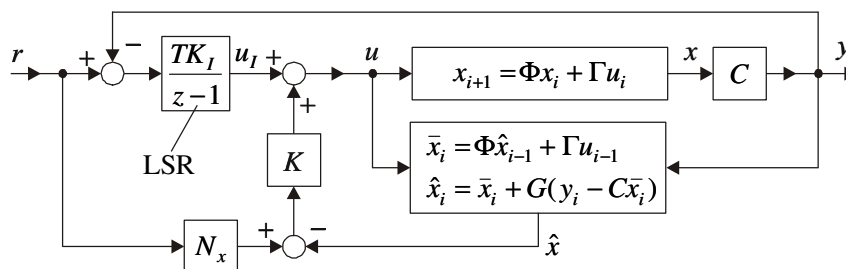 r
+
−
TK_I
z − 1
u_I
+
+
u
x_{i+1} = Φx_i + Γu_i
x
C
y
LSR
K
x̄_i = Φx̂_{i−1} + Γu_{i−1}
x̂_i = x̄_i + G(y_i − Cx̄_i)
N_x
+
−
x̂